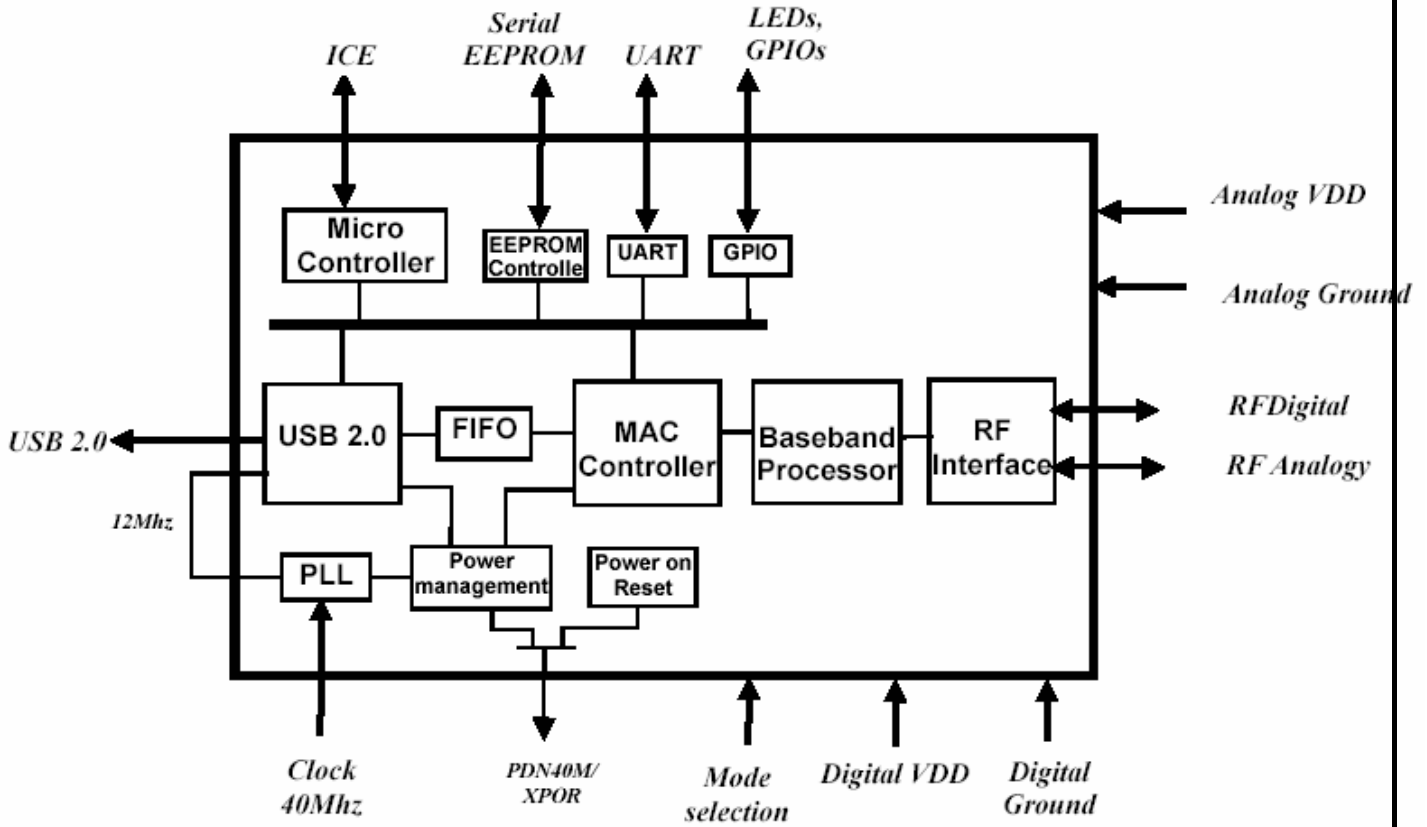 ICE
Serial
EEPROM
UART
LEDs,
GPIOs
Micro
Controller
EEPROM
Controlle
UART
GPIO
Analog VDD
Analog Ground
USB 2.0
USB 2.0
FIFO
MAC
Controller
Baseband
Processor
RF
Interface
RFDigital
RF Analogy
12Mhz
PLL
Power
management
Power on
Reset
Clock
40Mhz
PDN40M/
XPOR
Mode
selection
Digital VDD
Digital
Ground